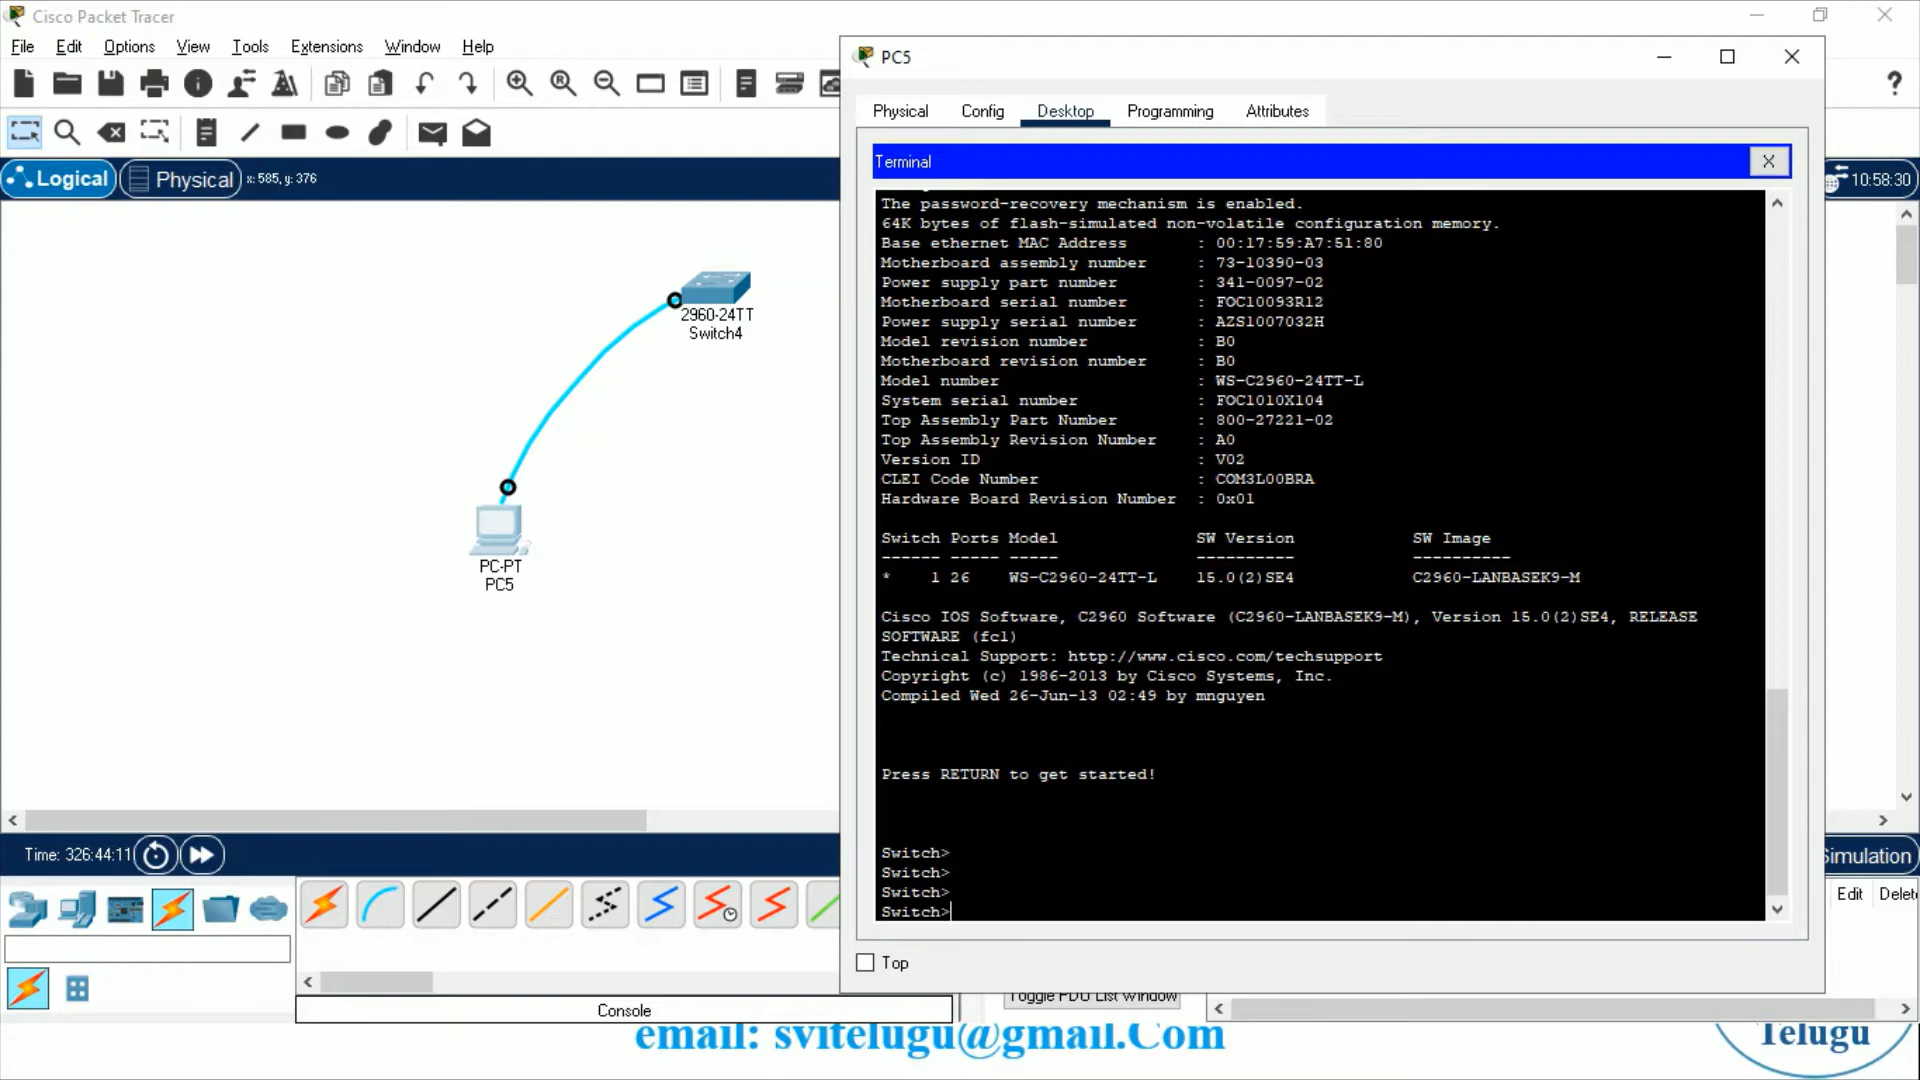 Cisco Packet Tracer
File Edit Options View Tools Extensions Window Help
Logical Physical x: 585, y: 376
10:58:30
2960-24TT
Switch4
PC-PT
PC5
Time: 326:44:11
Simulation
Edit Delet
Console
Toggle PDU List Window
PC5
Physical Config Desktop Programming Attributes
Terminal X
The password-recovery mechanism is enabled.
64K bytes of flash-simulated non-volatile configuration memory.
Base ethernet MAC Address : 00:17:59:A7:51:80
Motherboard assembly number : 73-10390-03
Power supply part number : 341-0097-02
Motherboard serial number : FOC10093R12
Power supply serial number : AZS1007032H
Model revision number : B0
Motherboard revision number : B0
Model number : WS-C2960-24TT-L
System serial number : FOC1010X104
Top Assembly Part Number : 800-27221-02
Top Assembly Revision Number : A0
Version ID : V02
CLEI Code Number : COM3L00BRA
Hardware Board Revision Number : 0x01
Switch Ports Model SW Version SW Image
------ ----- ----- ---------- ----------
* 1 26 WS-C2960-24TT-L 15.0(2)SE4 C2960-LANBASEK9-M
Cisco IOS Software, C2960 Software (C2960-LANBASEK9-M), Version 15.0(2)SE4, RELEASE
SOFTWARE (fc1)
Technical Support: http://www.cisco.com/techsupport
Copyright (c) 1986-2013 by Cisco Systems, Inc.
Compiled Wed 26-Jun-13 02:49 by mnguyen
Press RETURN to get started!
Switch>
Switch>
Switch>
Switch>
Top
email: svitelugu@gmail.Com
Telugu